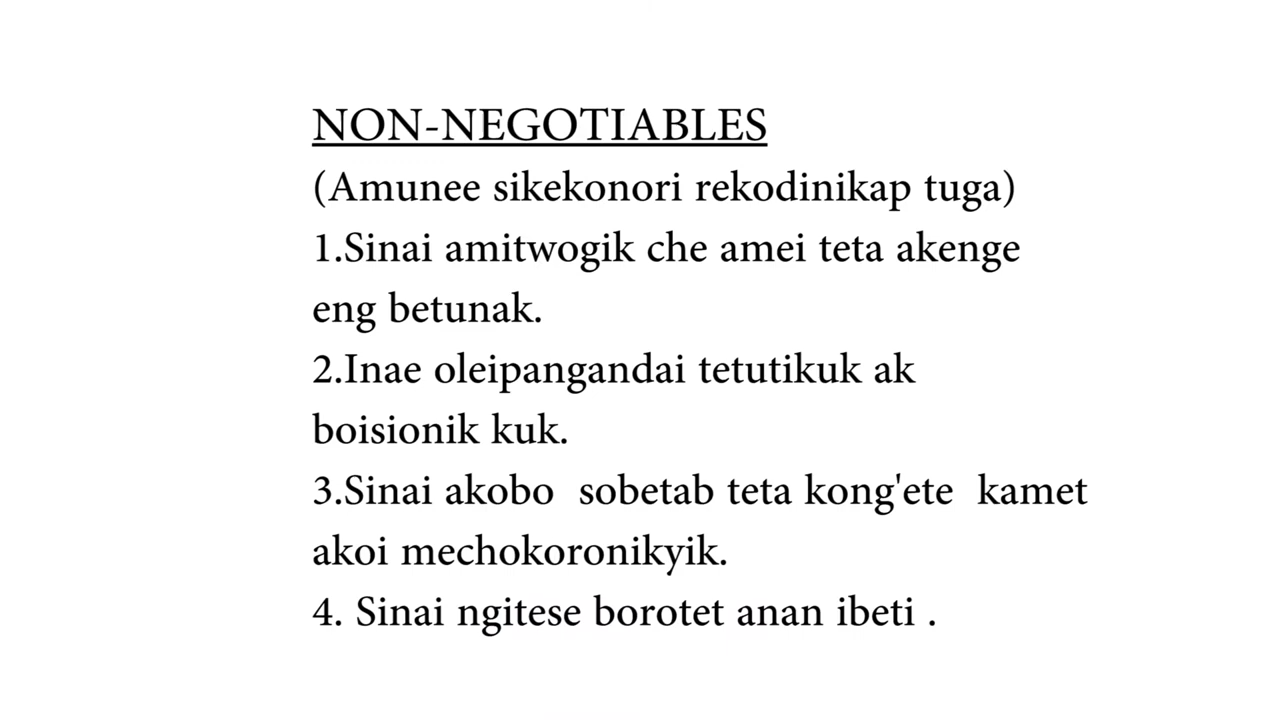 NON-NEGOTIABLES
(Amunee sikekonori rekodinikap tuga)
1.Sinai amitwogik che amei teta akenge
eng betunak.
2.Inae oleipangandai tetutikuk ak
boisionik kuk.
3.Sinai akobo  sobetab teta kong'ete  kamet
akoi mechokoronikyik.
4. Sinai ngitese borotet anan ibeti .